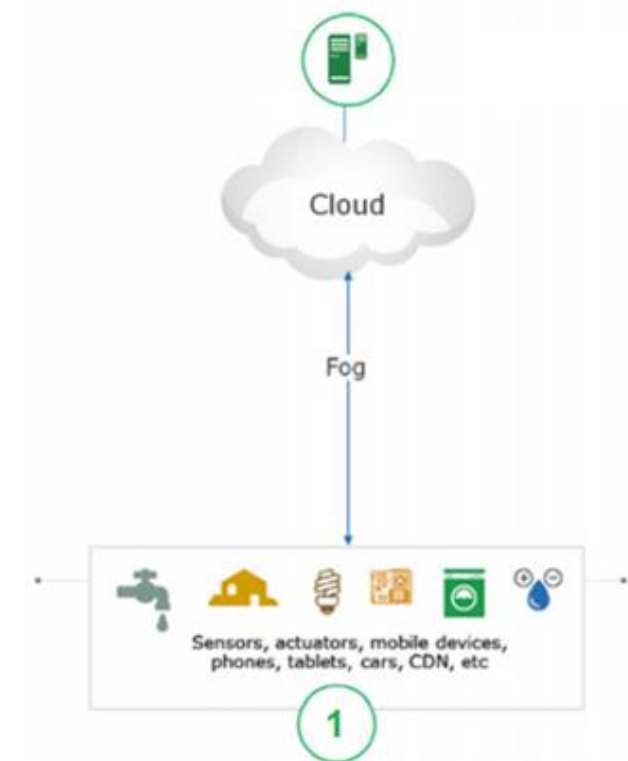 Cloud
Fog
Sensors, actuators, mobile devices,
phones, tablets, cars, CDN, etc
1